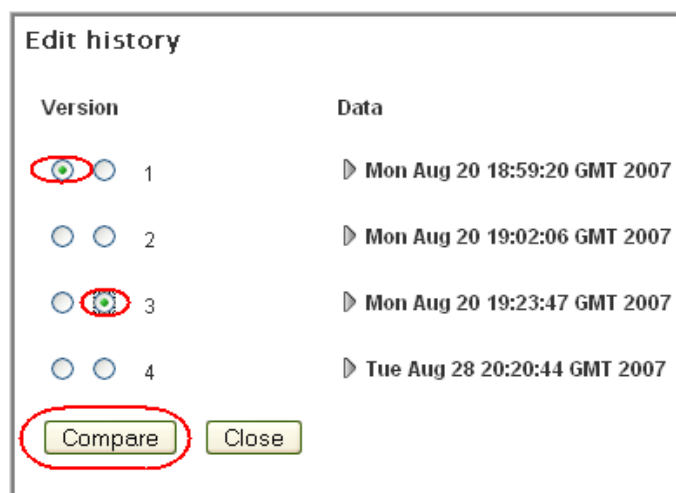 Edit history
Version Data
1 Mon Aug 20 18:59:20 GMT 2007
2 Mon Aug 20 19:02:06 GMT 2007
3 Mon Aug 20 19:23:47 GMT 2007
4 Tue Aug 28 20:20:44 GMT 2007
Compare Close